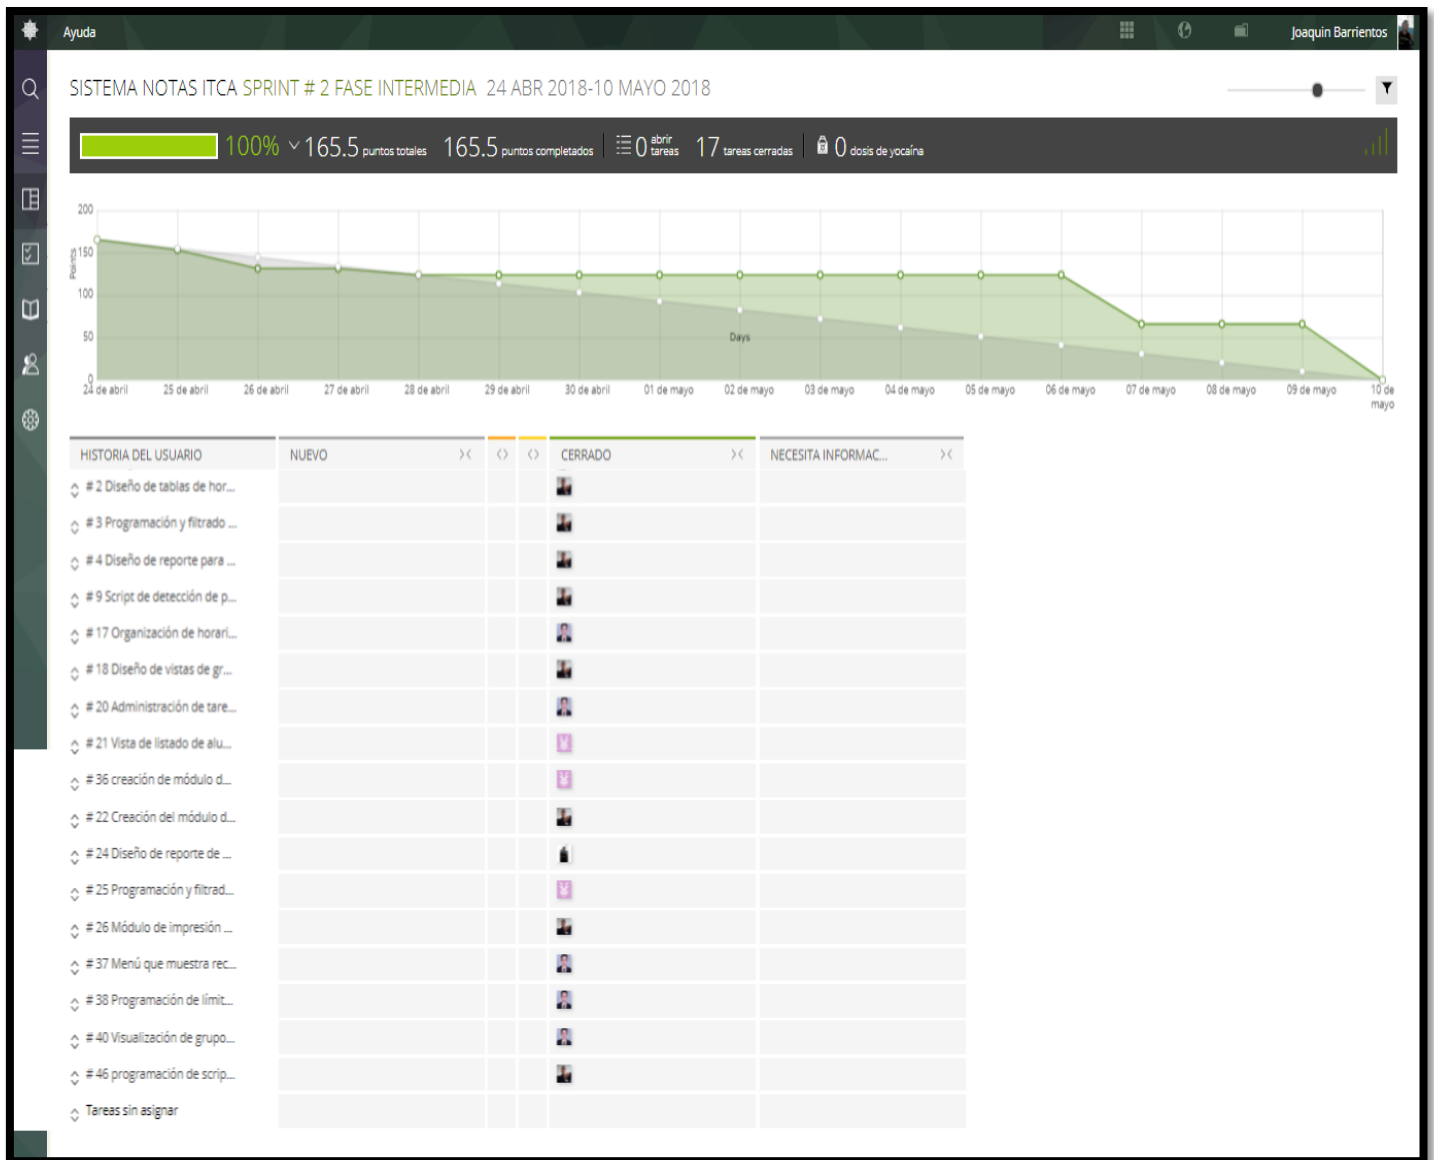 Ayuda
Joaquin Barrientos
SISTEMA NOTAS ITCA SPRINT # 2 FASE INTERMEDIA 24 ABR 2018-10 MAYO 2018
100% 165.5 puntos totales 165.5 puntos completados 0 abrir tareas 17 tareas cerradas 0 dosis de yocaína
200
150
100
50
0
Points
Days
24 de abril 25 de abril 26 de abril 27 de abril 28 de abril 29 de abril 30 de abril 01 de mayo 02 de mayo 03 de mayo 04 de mayo 05 de mayo 06 de mayo 07 de mayo 08 de mayo 09 de mayo 10 de mayo
HISTORIA DEL USUARIO NUEVO CERRADO NECESITA INFORMAC...
# 2 Diseño de tablas de hor...
# 3 Programación y filtrado ...
# 4 Diseño de reporte para ...
# 9 Script de detección de p...
# 17 Organización de horari...
# 18 Diseño de vistas de gr...
# 20 Administración de tare...
# 21 Vista de listado de alu...
# 36 creación de módulo d...
# 22 Creación del módulo d...
# 24 Diseño de reporte de ...
# 25 Programación y filtrad...
# 26 Módulo de impresión ...
# 37 Menú que muestra rec...
# 38 Programación de límit...
# 40 Visualización de grupo...
# 46 programación de scrip...
Tareas sin asignar